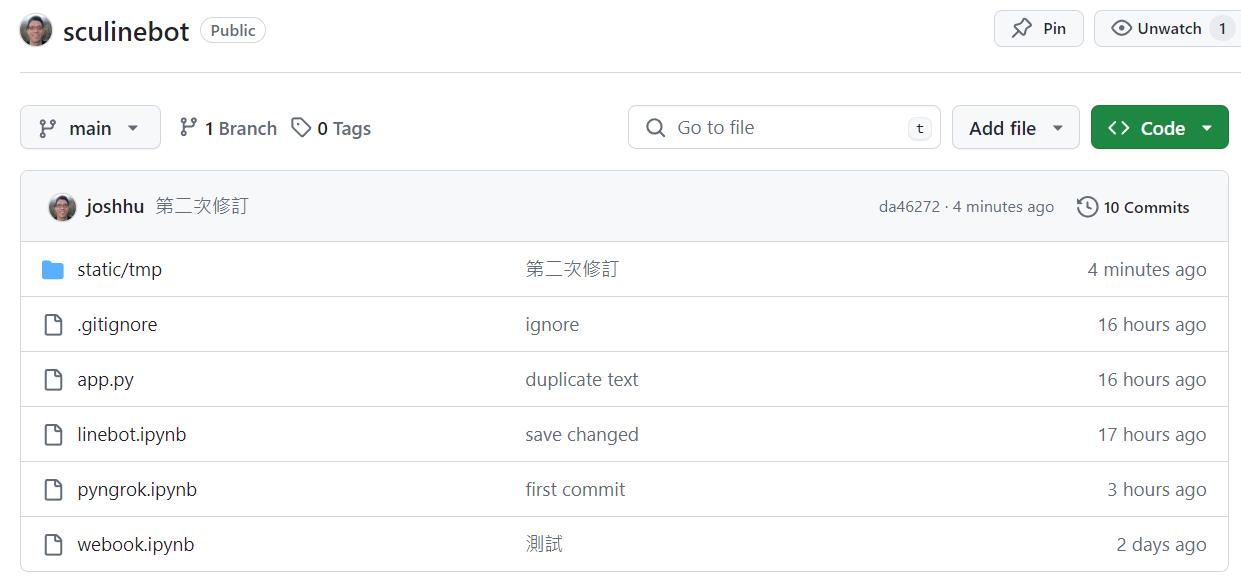 sculinebot Public Pin Unwatch 1
main 1 Branch 0 Tags Go to file t Add file Code
joshhu 第二次修訂 da46272 · 4 minutes ago 10 Commits
static/tmp 第二次修訂 4 minutes ago
.gitignore ignore 16 hours ago
app.py duplicate text 16 hours ago
linebot.ipynb save changed 17 hours ago
pyngrok.ipynb first commit 3 hours ago
webook.ipynb 測試 2 days ago